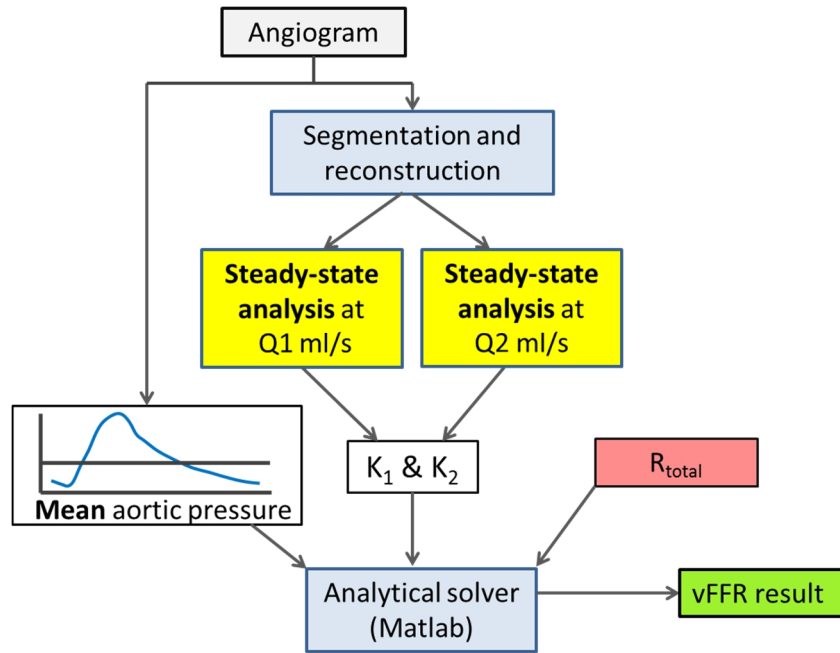 Angiogram
Segmentation and
reconstruction
Steady-state
analysis at
Q1 ml/s
Steady-state
analysis at
Q2 ml/s
Mean aortic pressure
K₁ & K₂
R_total
Analytical solver
(Matlab)
vFFR result